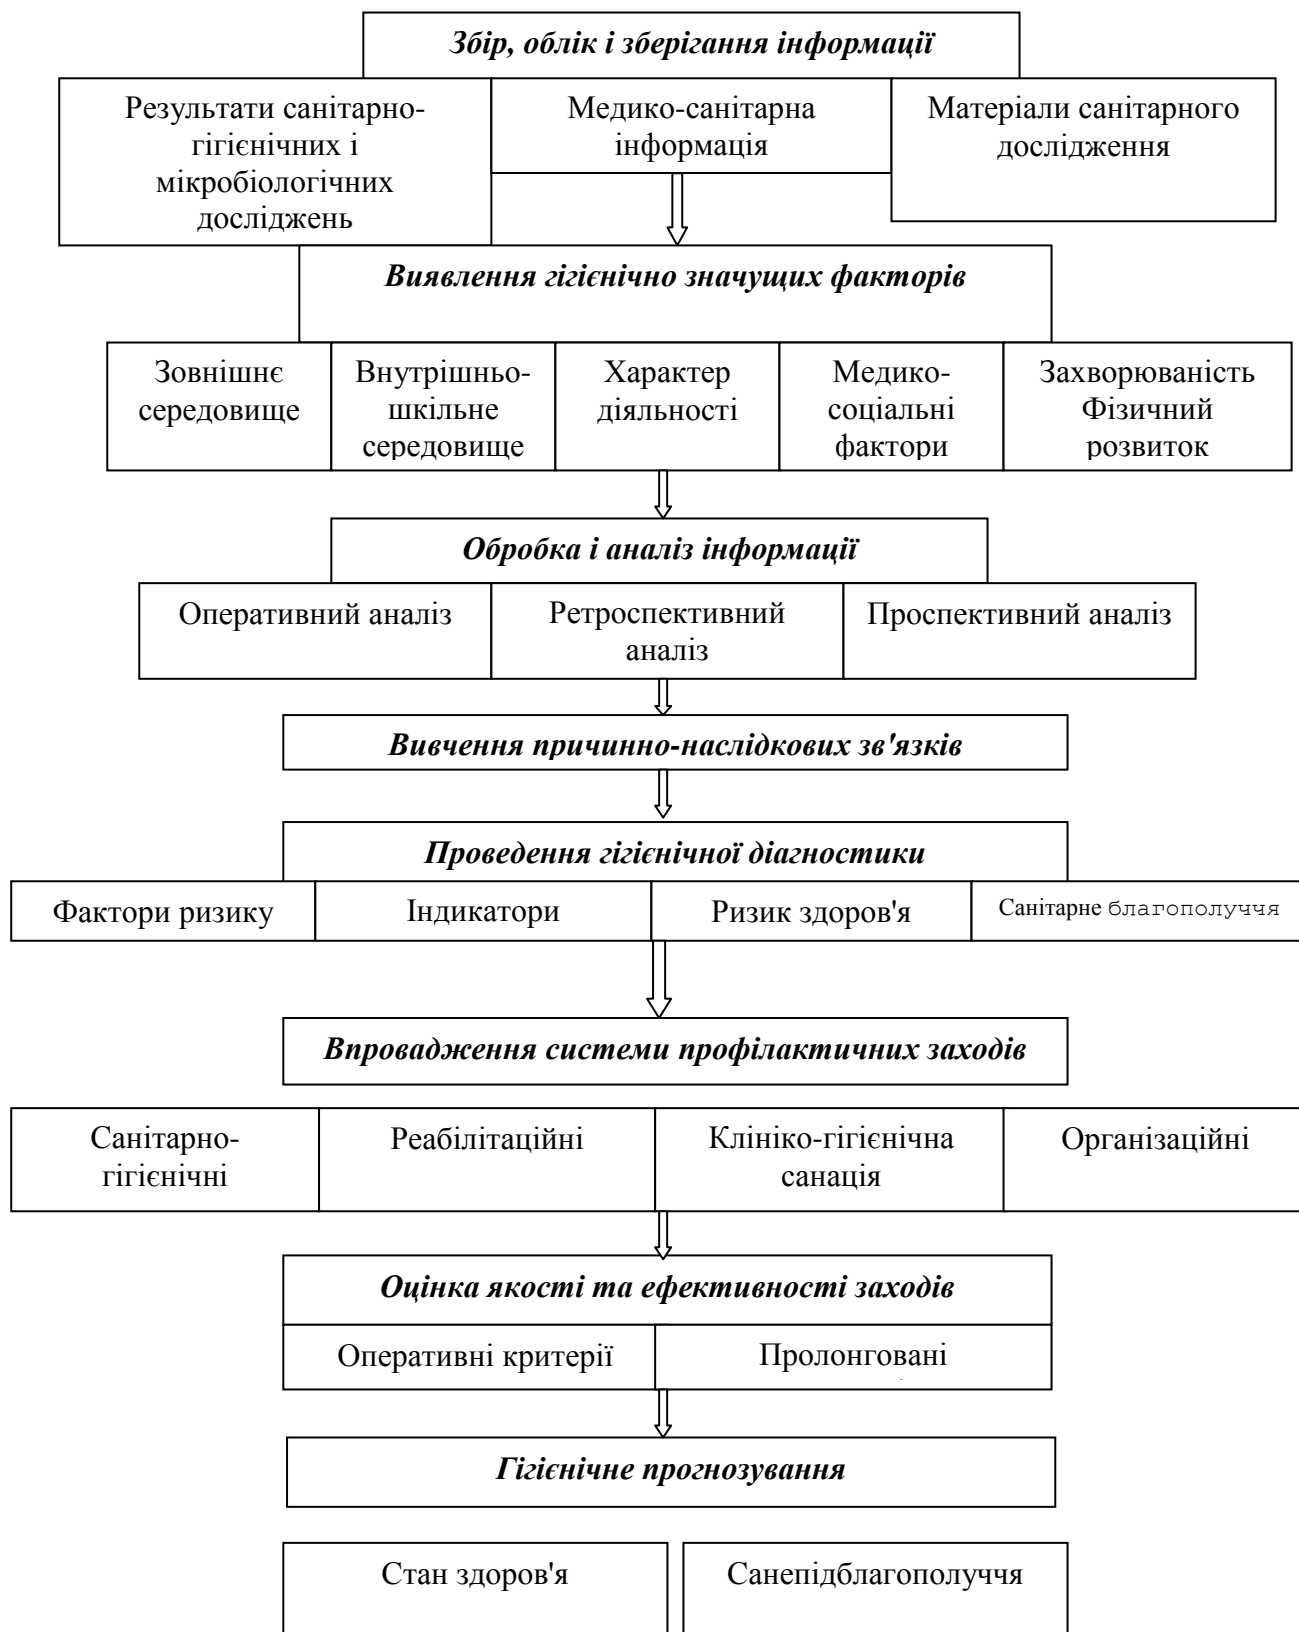 Збір, облік і зберігання інформації
Результати санітарно-
гігієнічних і
мікробіологічних
досліджень
Медико-санітарна
інформація
Матеріали санітарного
дослідження
Виявлення гігієнічно значущих факторів
Зовнішнє
середовище
Внутрішньо-
шкільне
середовище
Характер
діяльності
Медико-
соціальні
фактори
Захворюваність
Фізичний
розвиток
Обробка і аналіз інформації
Оперативний аналіз
Ретроспективний
аналіз
Проспективний аналіз
Вивчення причинно-наслідкових зв'язків
Проведення гігієнічної діагностики
Фактори ризику
Індикатори
Ризик здоров'я
Санітарне благополуччя
Впровадження системи профілактичних заходів
Санітарно-
гігієнічні
Реабілітаційні
Клініко-гігієнічна
санація
Організаційні
Оцінка якості та ефективності заходів
Оперативні критерії
Пролонговані
Гігієнічне прогнозування
Стан здоров'я
Санепідблагополуччя